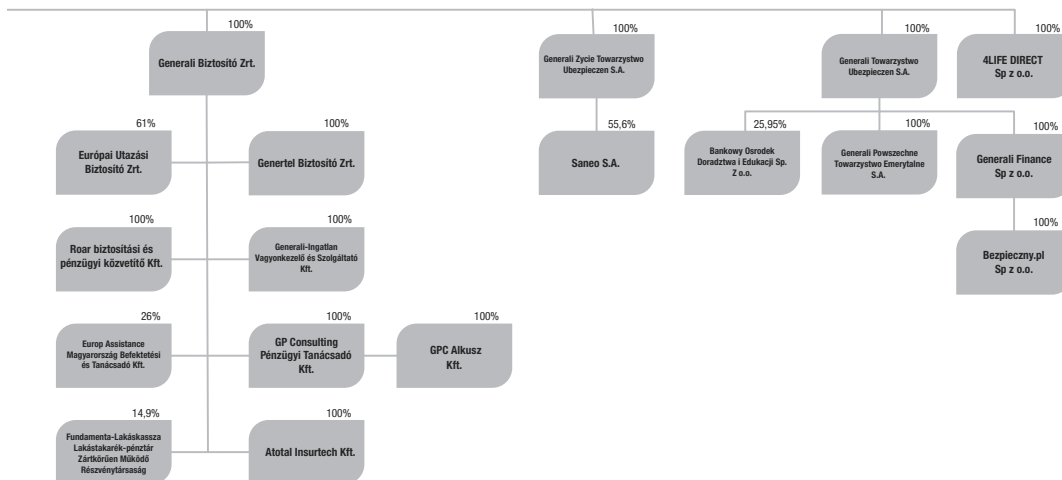 100%
Generali Biztosító Zrt.
100%
Generali Zycie Towarzystwo
Ubezpieczen S.A.
100%
Generali Towarzystwo
Ubezpieczen S.A.
100%
4LIFE DIRECT
Sp z o.o.
61%
Európai Utazási
Biztosító Zrt.
100%
Genertel Biztosító Zrt.
55,6%
Saneo S.A.
25,95%
Bankowy Osrodek
Doradztwa i Edukacji Sp.
Z o.o.
100%
Generali Powszechne
Towarzystwo Emerytalne
S.A.
100%
Generali Finance
Sp z o.o.
100%
Roar biztosítási és
pénzügyi közvetítő Kft.
100%
Generali-Ingatlan
Vagyonkezelő és Szolgáltató
Kft.
100%
Bezpieczny.pl
Sp z o.o.
26%
Europ Assistance
Magyarország Befektetési
és Tanácsadó Kft.
100%
GP Consulting
Pénzügyi Tanácsadó
Kft.
100%
GPC Alkusz
Kft.
14,9%
Fundamenta-Lakáskassza
Lakástakarék-pénztár
Zártkörűen Működő
Részvénytársaság
100%
Atotal Insurtech Kft.